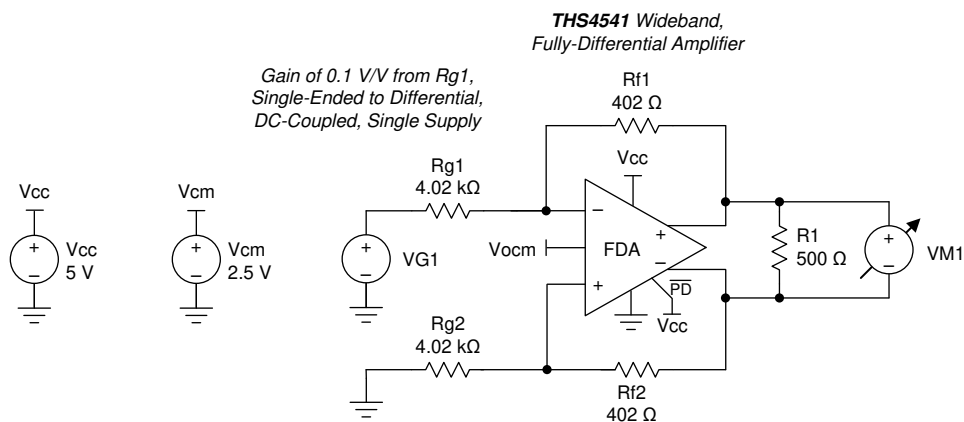 THS4541 Wideband,
Fully-Differential Amplifier
Gain of 0.1 V/V from Rg1,
Single-Ended to Differential,
DC-Coupled, Single Supply
Rf1
402 Ω
Vcc
Rg1
4.02 kΩ
Vcc
Vcm
+
−
Vcc
5 V
+
−
Vcm
2.5 V
+
−
VG1
−
Vocm
FDA
+
−
+
PD
Vcc
R1
500 Ω
+
−
VM1
Rg2
4.02 kΩ
Rf2
402 Ω